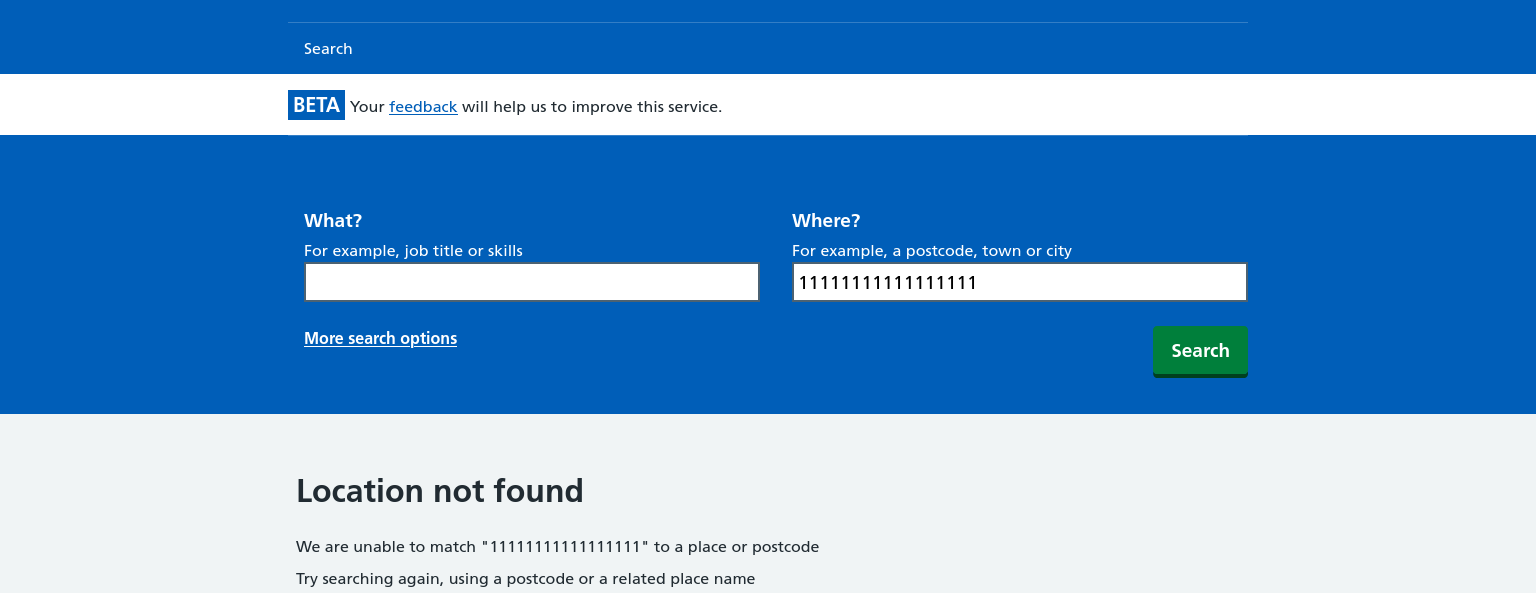 Search
BETA Your feedback will help us to improve this service.
What?
For example, job title or skills
Where?
For example, a postcode, town or city
11111111111111111
More search options
Search
Location not found
We are unable to match "11111111111111111" to a place or postcode
Try searching again, using a postcode or a related place name